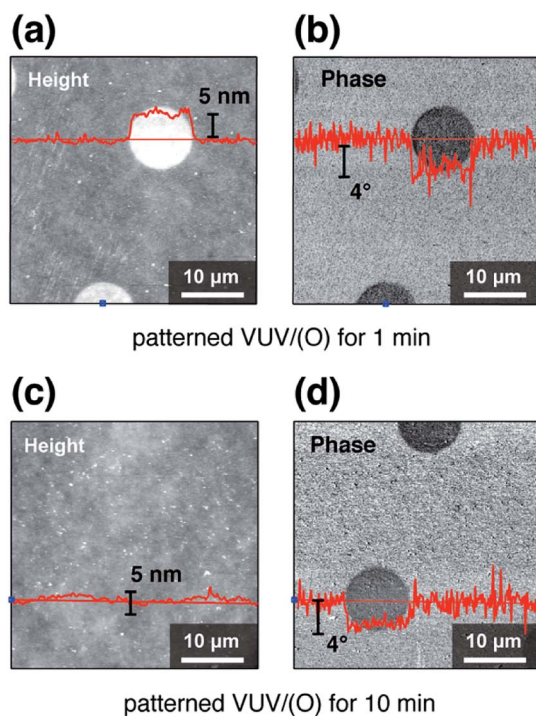 (a)
(b)
Height
5 nm
Phase
4°
10 µm
10 µm
patterned VUV/(O) for 1 min
(c)
(d)
Height
5 nm
Phase
4°
10 µm
10 µm
patterned VUV/(O) for 10 min